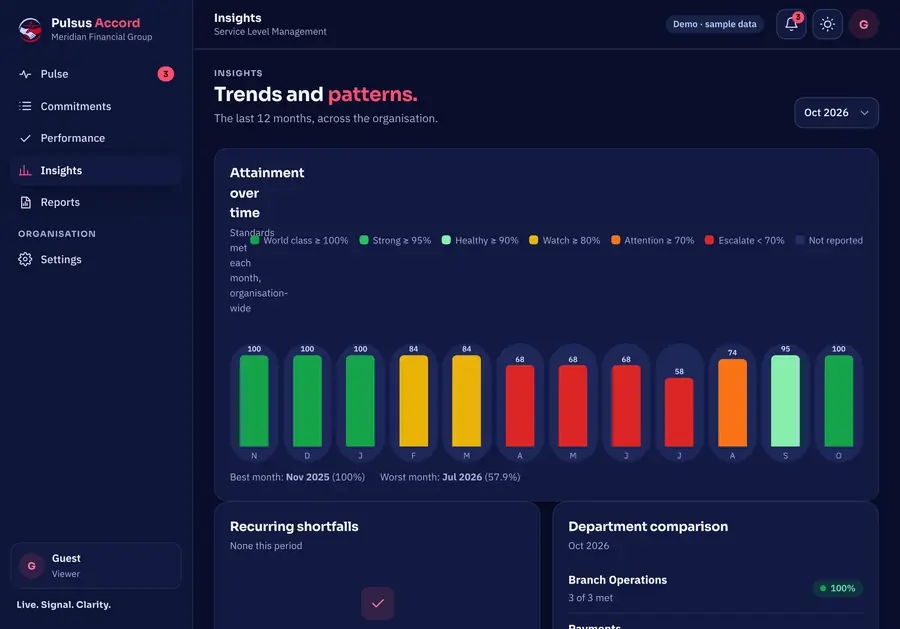 Pulsus Accord
Meridian Financial Group
Pulse
3
Commitments
Performance
Insights
Reports
ORGANISATION
Settings
G
Guest
Viewer
Live. Signal. Clarity.
Insights
Service Level Management
Demo · sample data
3
G
INSIGHTS
Trends and patterns.
The last 12 months, across the organisation.
Oct 2026
Attainment
over
time
Standards
met
each
month,
organisation-
wide
World class ≥ 100%
Strong ≥ 95%
Healthy ≥ 90%
Watch ≥ 80%
Attention ≥ 70%
Escalate < 70%
Not reported
100 100 100 84 84 68 68 68 58 74 95 100
N D J F M A M J J A S O
Best month: Nov 2025 (100%) Worst month: Jul 2026 (57.9%)
Recurring shortfalls
None this period
Department comparison
Oct 2026
Branch Operations
3 of 3 met
100%
Payments